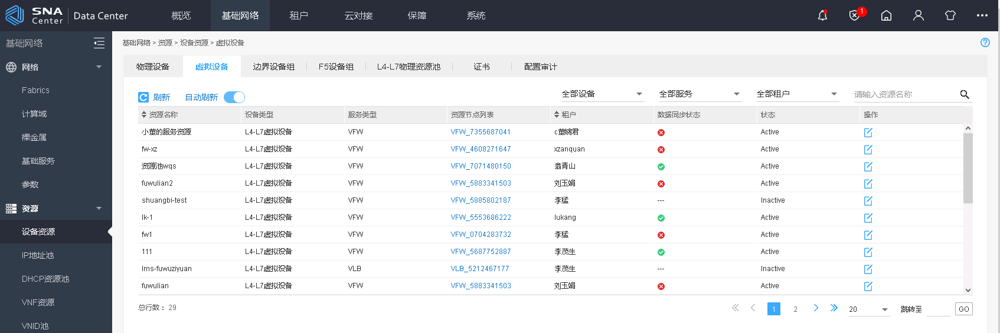 SNA Center Data Center 概览 基础网络 租户 云对接 保障 系统 1
基础网络
网络
Fabrics
计算域
裸金属
基础服务
参数
资源
设备资源
IP地址池
DHCP资源池
VNF资源
VNID池
基础网络 > 资源 > 设备资源 > 虚拟设备
物理设备 虚拟设备 边界设备组 F5设备组 L4-L7物理资源池 证书 配置审计
刷新 自动刷新 全部设备 全部服务 全部租户 请输入资源名称
资源名称 设备类型 服务类型 资源节点列表 租户 数据同步状态 状态 操作
小董的服务资源 L4-L7虚拟设备 VFW VFW_7355687041 c董婉君 Active
fw-xz L4-L7虚拟设备 VFW VFW_4608271647 xzanquan Active
资源池wqs L4-L7虚拟设备 VFW VFW_7071480150 翁青山 Active
fuwulian2 L4-L7虚拟设备 VFW VFW_5883341503 刘玉娟 Active
shuangbi-test L4-L7虚拟设备 VFW VFW_5885802187 李猛 --- Inactive
lk-1 L4-L7虚拟设备 VFW VFW_5553686222 lukang Active
fw1 L4-L7虚拟设备 VFW VFW_0704283732 李猛 Active
111 L4-L7虚拟设备 VFW VFW_5687752887 李茂生 Active
lms-fuwuziyuan L4-L7虚拟设备 VLB VLB_5212467177 李茂生 --- Inactive
fuwulian L4-L7虚拟设备 VFW VFW_5883341503 刘玉娟 Active
总行数： 29 1 2 20 跳转至 GO